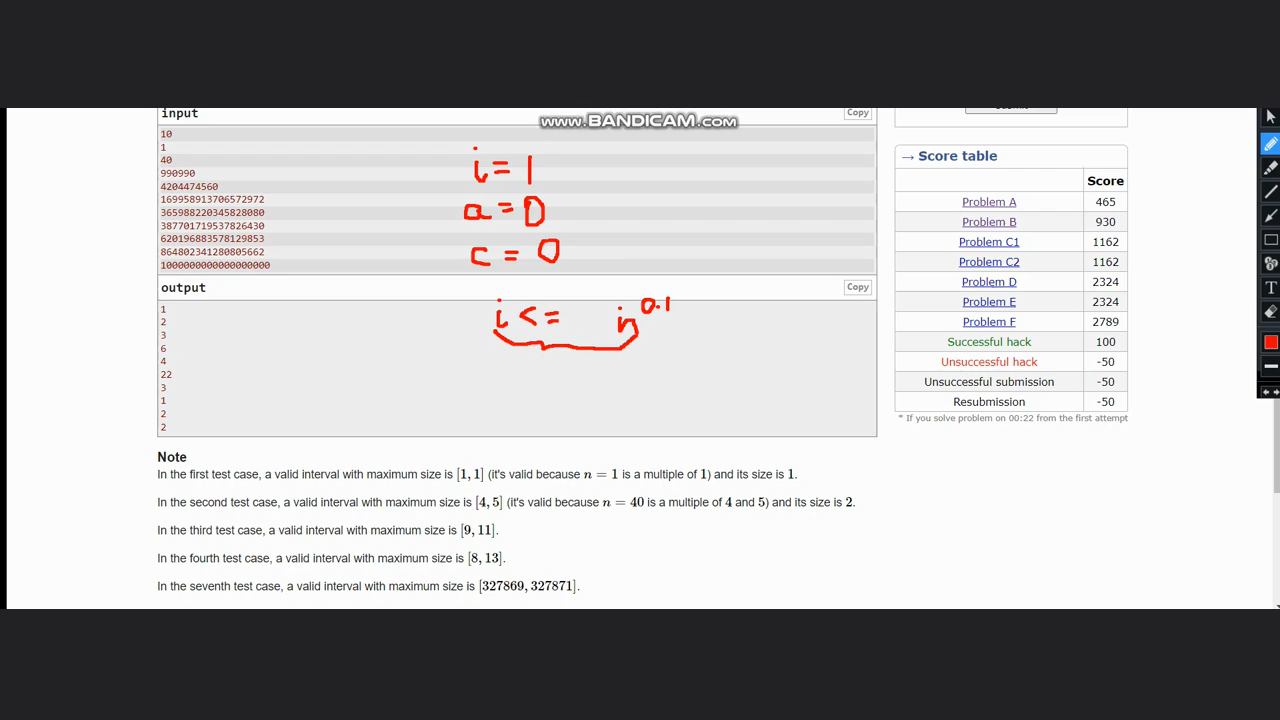 www.BANDICAM.com
input
Copy
10
1
40
990990
4204474560
169958913706572972
365988220345828080
387701719537826430
620196883578129853
864802341280805662
1000000000000000000
i = 1
a = 0
c = 0
output
Copy
1
2
3
6
4
22
3
1
2
2
i <= n^0.1
→ Score table
Score
Problem A 465
Problem B 930
Problem C1 1162
Problem C2 1162
Problem D 2324
Problem E 2324
Problem F 2789
Successful hack 100
Unsuccessful hack -50
Unsuccessful submission -50
Resubmission -50
* If you solve problem on 00:22 from the first attempt
Note
In the first test case, a valid interval with maximum size is [1, 1] (it's valid because n = 1 is a multiple of 1) and its size is 1.
In the second test case, a valid interval with maximum size is [4, 5] (it's valid because n = 40 is a multiple of 4 and 5) and its size is 2.
In the third test case, a valid interval with maximum size is [9, 11].
In the fourth test case, a valid interval with maximum size is [8, 13].
In the seventh test case, a valid interval with maximum size is [327869, 327871].
T